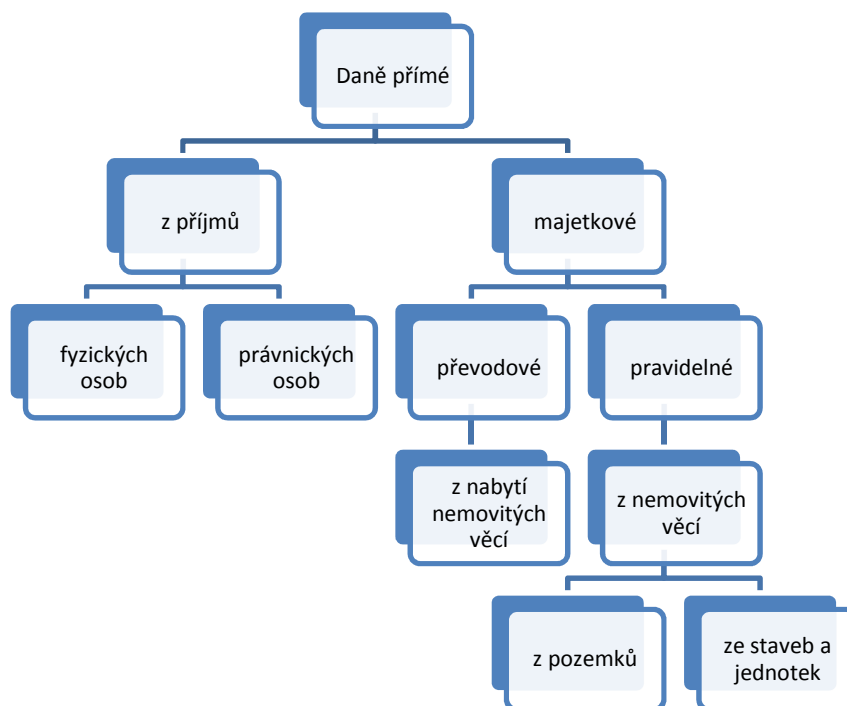 Daně přímé
z příjmů
majetkové
fyzických
osob
právnických
osob
převodové
pravidelné
z nabytí
nemovitých
věcí
z nemovitých
věcí
z pozemků
ze staveb a
jednotek